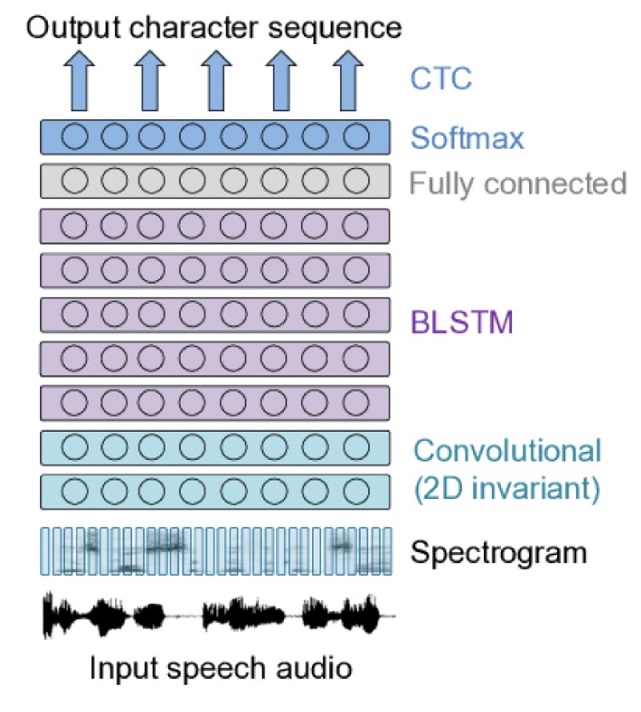 Output character sequence
CTC
Softmax
Fully connected
BLSTM
Convolutional
(2D invariant)
Spectrogram
Input speech audio